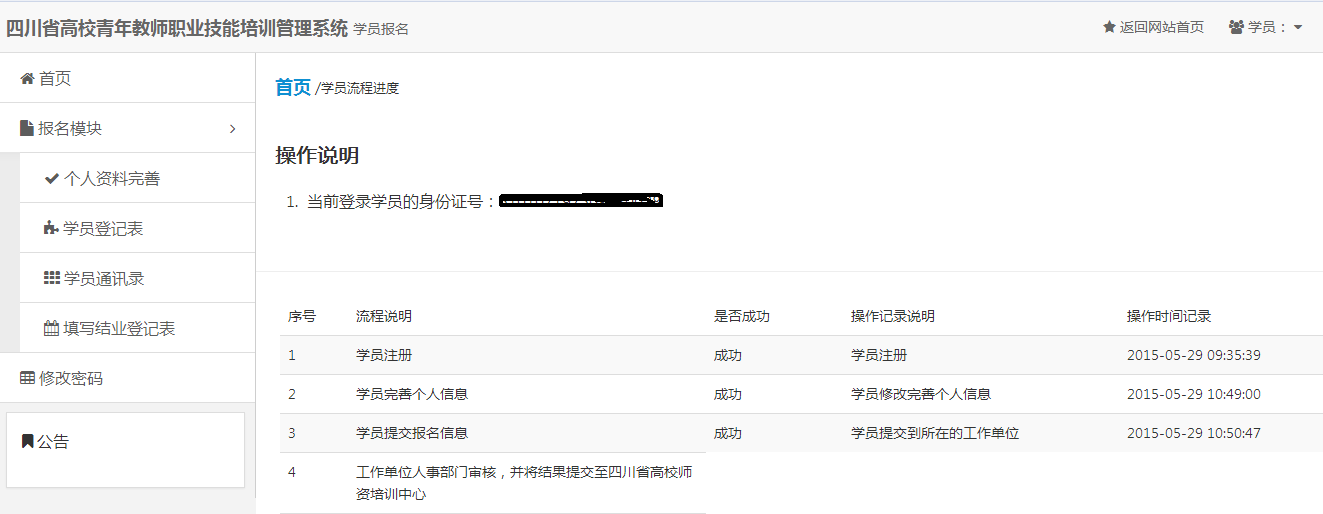 四川省高校青年教师职业技能培训管理系统 学员报名 返回网站首页 学员：
首页
报名模块
个人资料完善
学员登记表
学员通讯录
填写结业登记表
修改密码
公告
首页 /学员流程进度
操作说明
1. 当前登录学员的身份证号：
序号 流程说明 是否成功 操作记录说明 操作时间记录
1 学员注册 成功 学员注册 2015-05-29 09:35:39
2 学员完善个人信息 成功 学员修改完善个人信息 2015-05-29 10:49:00
3 学员提交报名信息 成功 学员提交到所在的工作单位 2015-05-29 10:50:47
4 工作单位人事部门审核，并将结果提交至四川省高校师
资培训中心